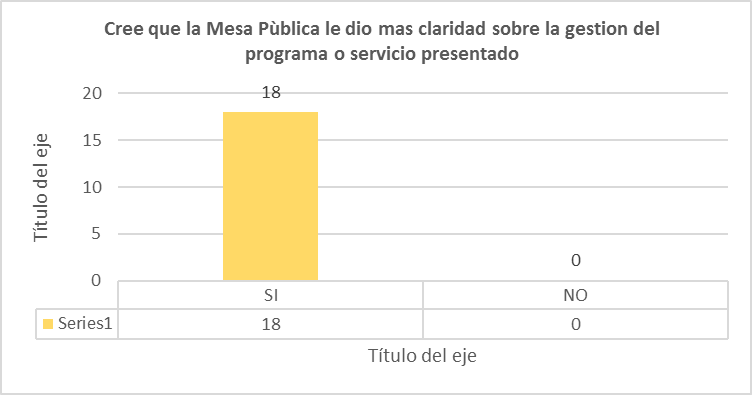 Cree que la Mesa Pùblica le dio mas claridad sobre la gestion del
programa o servicio presentado
20
18
15
10
5
0
0
Título del eje
SI NO
Series1 18 0
Título del eje